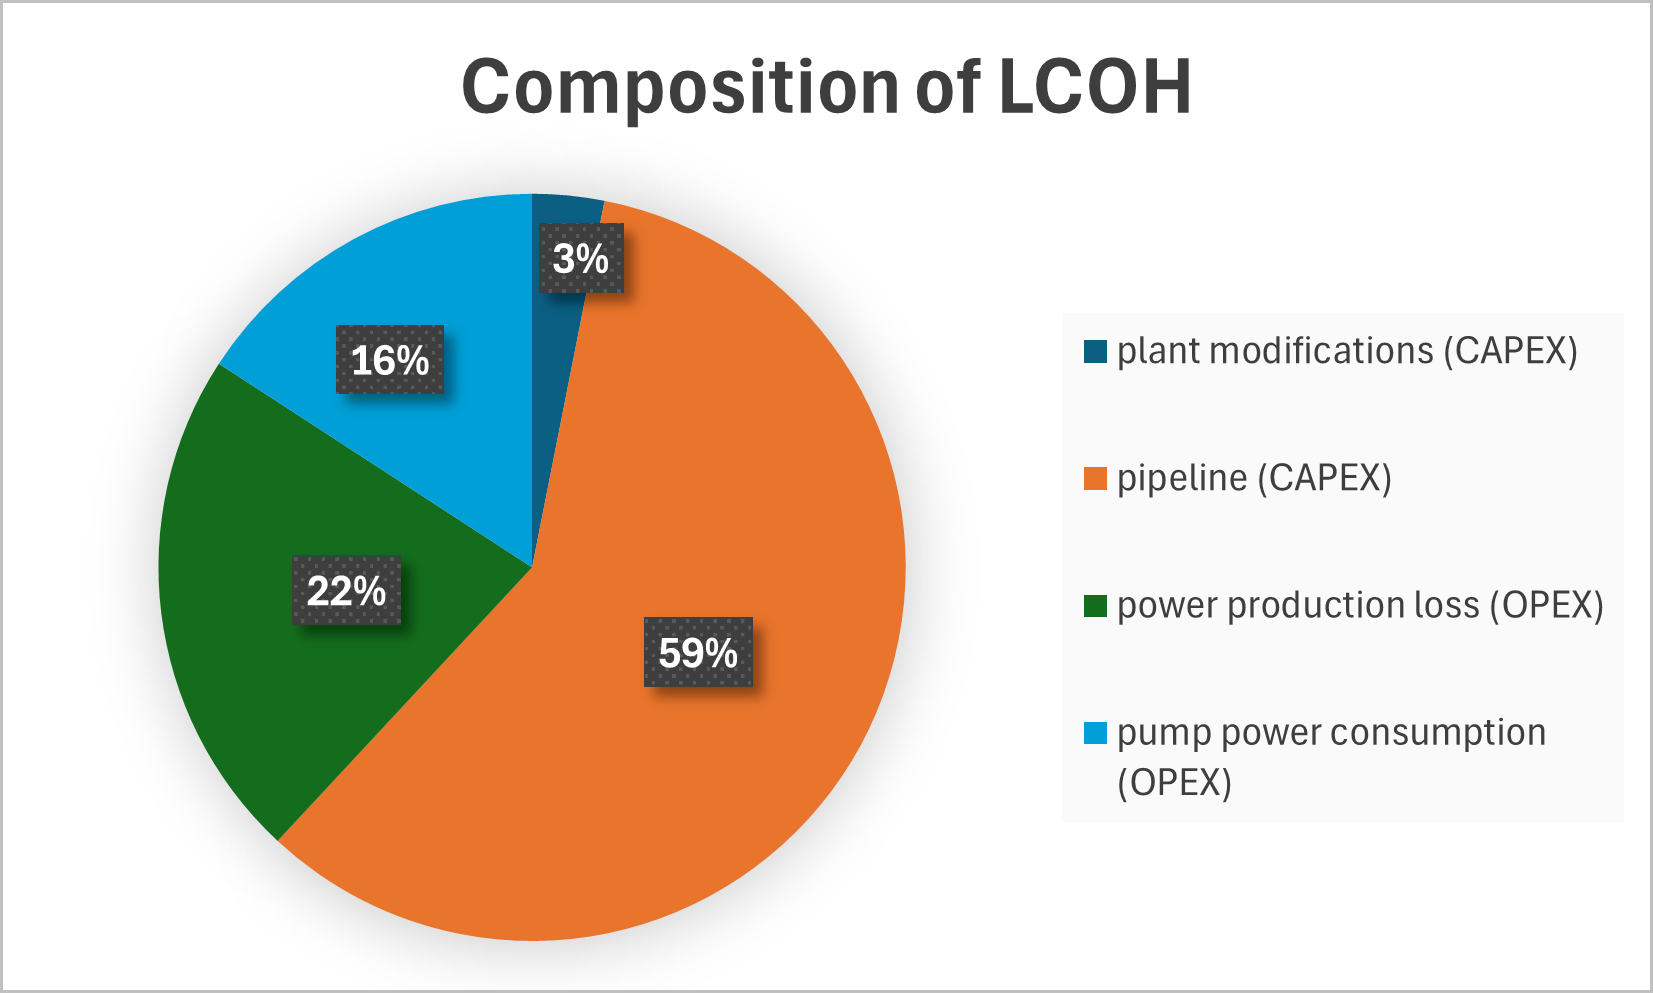 Composition of LCOH
3%
16%
22%
59%
plant modifications (CAPEX)
pipeline (CAPEX)
power production loss (OPEX)
pump power consumption
(OPEX)